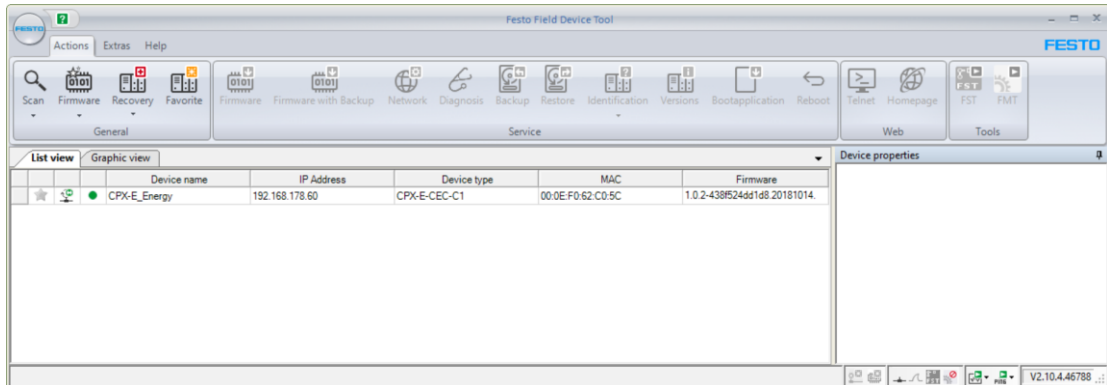 Festo Field Device Tool
FESTO
Actions Extras Help
FESTO
Scan Firmware Recovery Favorite Firmware Firmware with Backup Network Diagnosis Backup Restore Identification Versions Bootapplication Reboot Telnet Homepage FST FMT
General Service Web Tools
List view Graphic view Device properties
Device name IP Address Device type MAC Firmware
CPX-E_Energy 192.168.178.60 CPX-E-CEC-C1 00:0E:F0:62:C0:5C 1.0.2-438f524dd1d8.20181014.
V2.10.4.46788